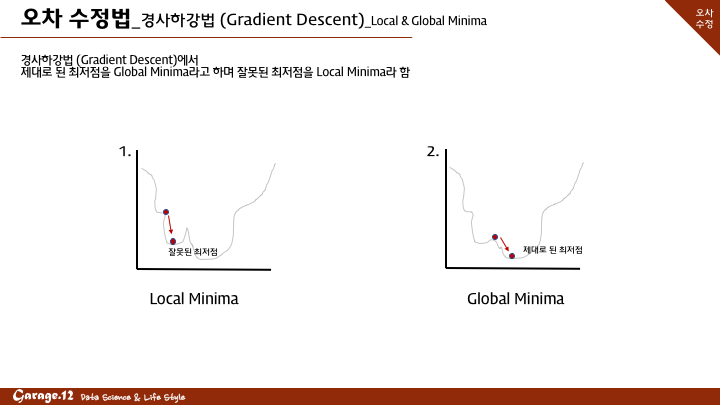 오차 수정법_경사하강법 (Gradient Descent)_Local & Global Minima
오차
수정
경사하강법 (Gradient Descent)에서
제대로 된 최저점을 Global Minima라고 하며 잘못된 최저점을 Local Minima라 함
1.
잘못된 최저점
Local Minima
2.
제대로 된 최저점
Global Minima
Garage.12 Data Science & Life Style